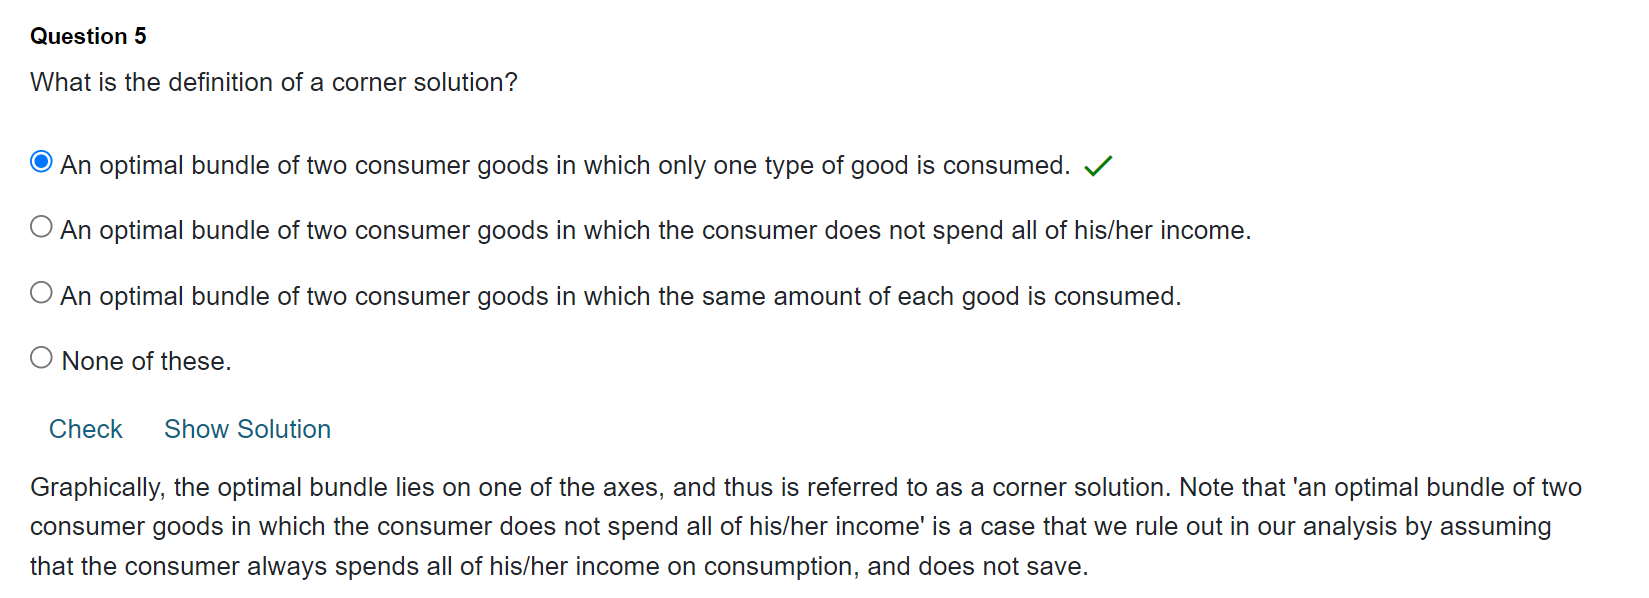 Question 5
What is the definition of a corner solution?
An optimal bundle of two consumer goods in which only one type of good is consumed.
An optimal bundle of two consumer goods in which the consumer does not spend all of his/her income.
An optimal bundle of two consumer goods in which the same amount of each good is consumed.
None of these.
Check Show Solution
Graphically, the optimal bundle lies on one of the axes, and thus is referred to as a corner solution. Note that 'an optimal bundle of two
consumer goods in which the consumer does not spend all of his/her income' is a case that we rule out in our analysis by assuming
that the consumer always spends all of his/her income on consumption, and does not save.